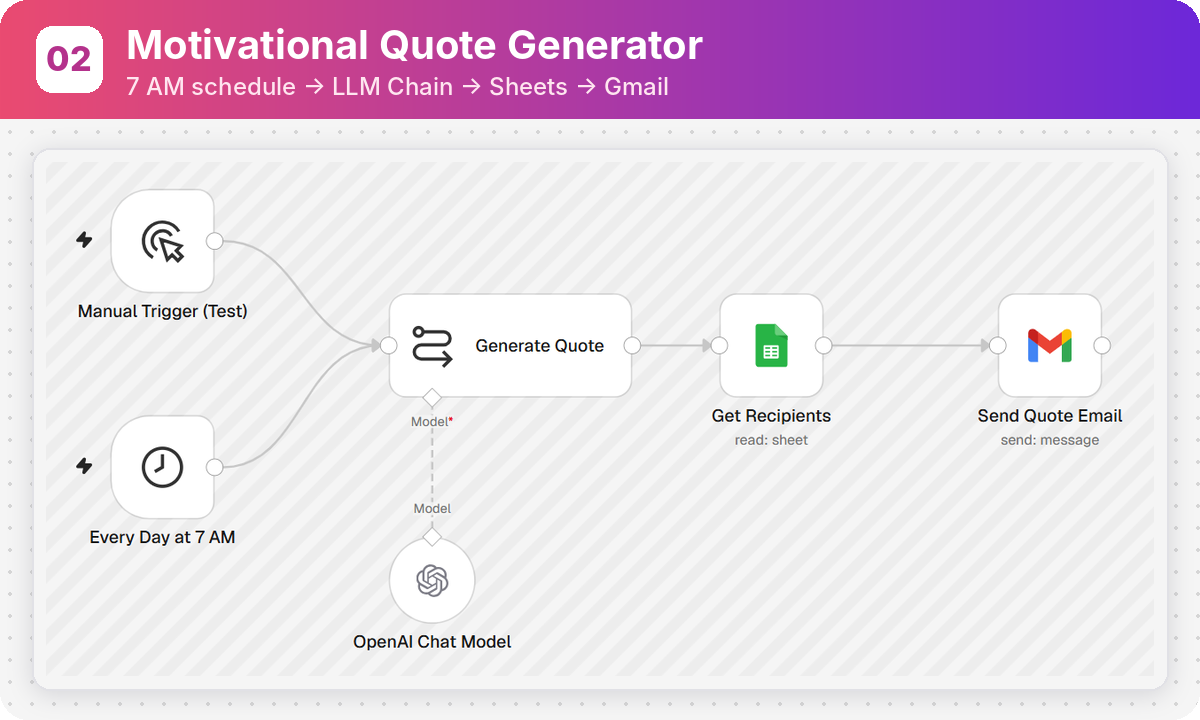 02
Motivational Quote Generator
7 AM schedule → LLM Chain → Sheets → Gmail
Manual Trigger (Test)
Generate Quote
Model*
Get Recipients
read: sheet
Send Quote Email
send: message
Every Day at 7 AM
Model
OpenAI Chat Model